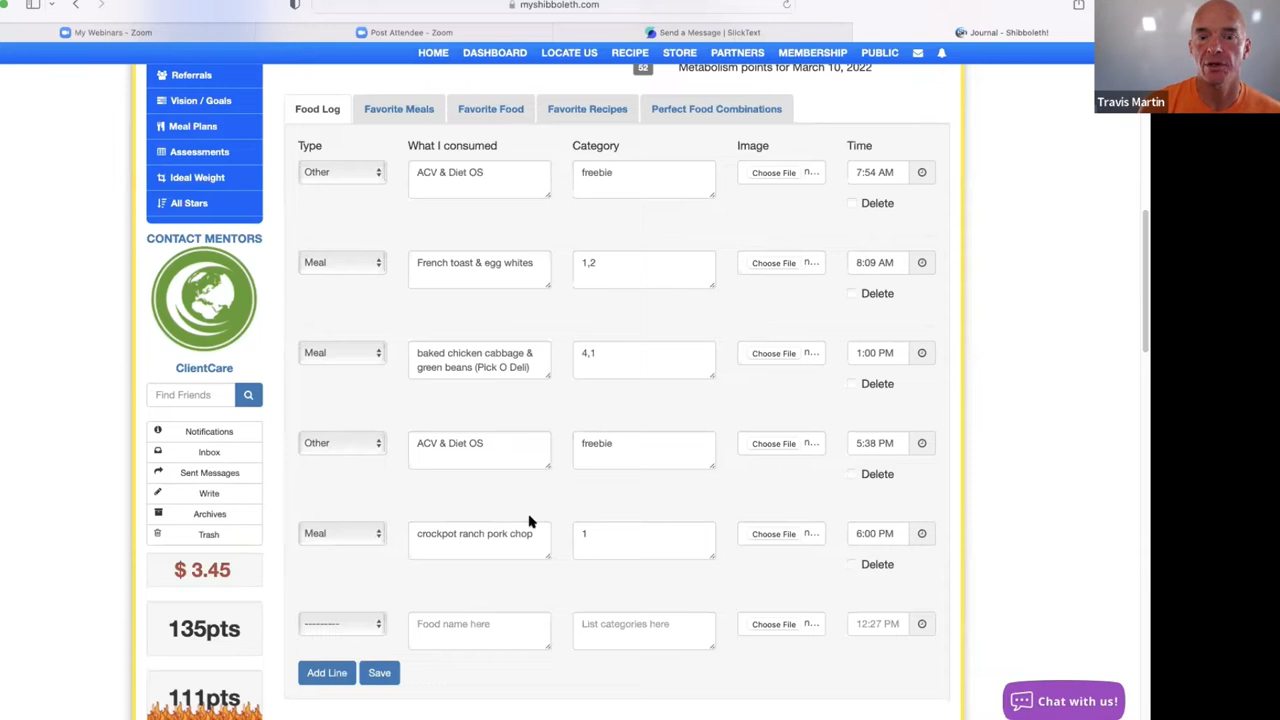 myshibboleth.com
My Webinars - Zoom
Post Attendee - Zoom
Send a Message | SlickText
Journal - Shibboleth!
HOME DASHBOARD LOCATE US RECIPE STORE PARTNERS MEMBERSHIP PUBLIC
Travis Martin
52 Metabolism points for March 10, 2022
Referrals
Vision / Goals
Meal Plans
Assessments
Ideal Weight
All Stars
CONTACT MENTORS
ClientCare
Find Friends
Notifications
Inbox
Sent Messages
Write
Archives
Trash
$ 3.45
135pts
111pts
Food Log Favorite Meals Favorite Food Favorite Recipes Perfect Food Combinations
Type What I consumed Category Image Time
Other ACV & Diet OS freebie Choose File n... 7:54 AM
Delete
Meal French toast & egg whites 1,2 Choose File n... 8:09 AM
Delete
Meal baked chicken cabbage & 4,1 Choose File n... 1:00 PM
green beans (Pick O Deli)
Delete
Other ACV & Diet OS freebie Choose File n... 5:38 PM
Delete
Meal crockpot ranch pork chop 1 Choose File n... 6:00 PM
Delete
--------- Food name here List categories here Choose File n... 12:27 PM
Add Line Save
Chat with us!